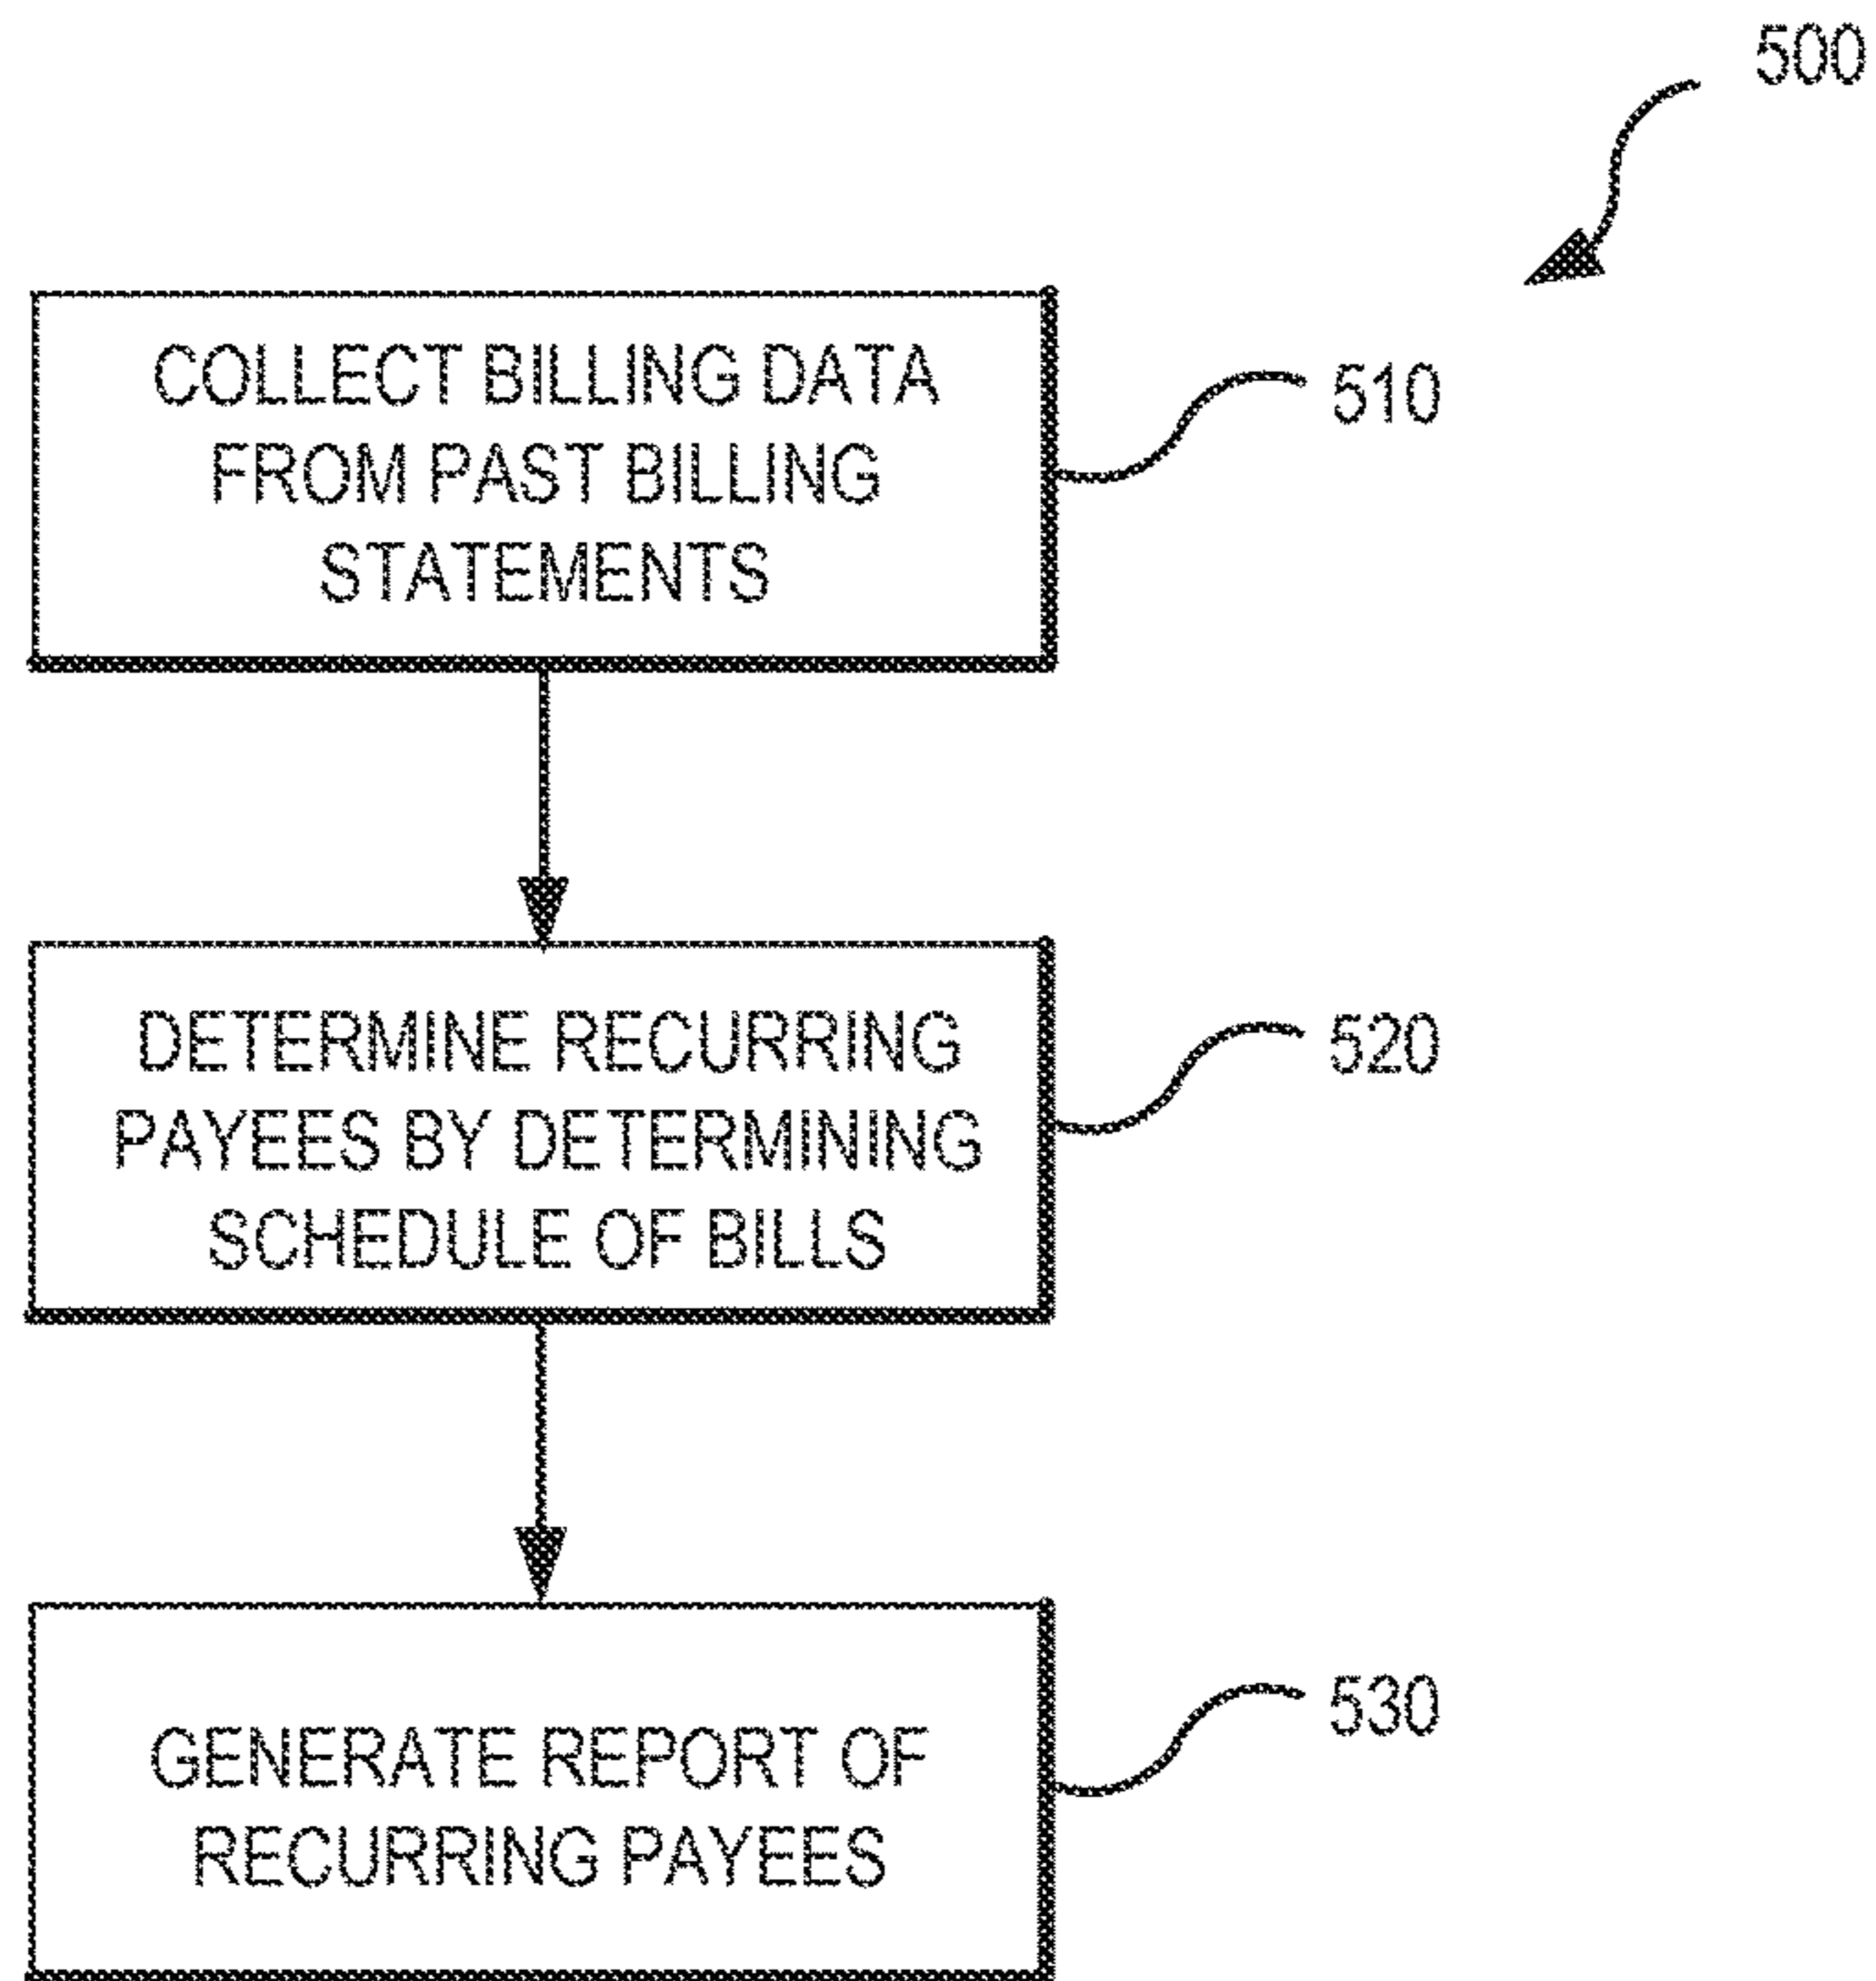 500
COLLECT BILLING DATA
FROM PAST BILLING
STATEMENTS
510
DETERMINE RECURRING
PAYEES BY DETERMINING
SCHEDULE OF BILLS
520
GENERATE REPORT OF
RECURRING PAYEES
530